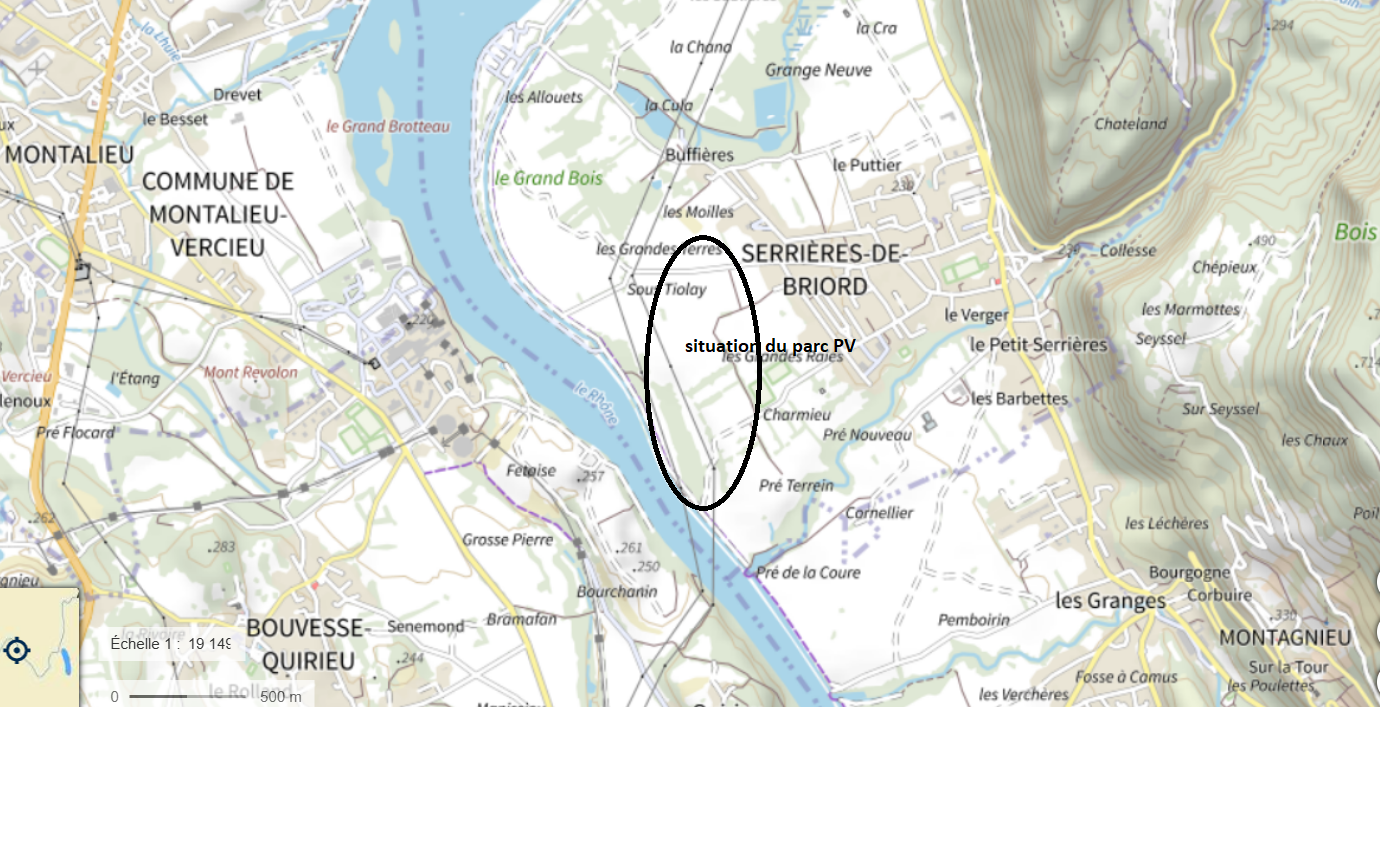 la Chana
la Cra
294
la Lhuire
Grange Neuve
Drevet
les Allouets
la Cula
le Besset
le Grand Brotteau
Chateland
MONTALIEU
Buffières
le Puttier
COMMUNE DE
MONTALIEU-
VERCIEU
le Grand Bois
les Moilles
Bois
les Grandes Terres
SERRIÈRES-DE-
BRIORD
239
Collesse
.490
Chépieux
Sous Tiolay
les Marmottes
le Verger
.220
situation du parc PV
les Grandes Raies
le Petit-Serrières
Seyssel
Vercieu
l'Étang
Mont Revolon
le Rhône
lenoux
les Barbettes
Sur Seyssel
Charmieu
Pré Flocard
Pré Nouveau
les Chaux
Fetaise
.257
Pré Terrein
.262
Cornellier
les Léchères
Grosse Pierre
.283
.261
.250
Pré de la Coure
Bourgogne
Bourchanin
Corbuire
les Granges
BOUVESSE-
QUIRIEU
Senemond
Bramafan
Pemboirin
.330
MONTAGNIEU
la Rivoire
Échelle 1 : 19 149
.244
Sur la Tour
Fosse à Camus
les Poulettes
0
500 m
les Verchères